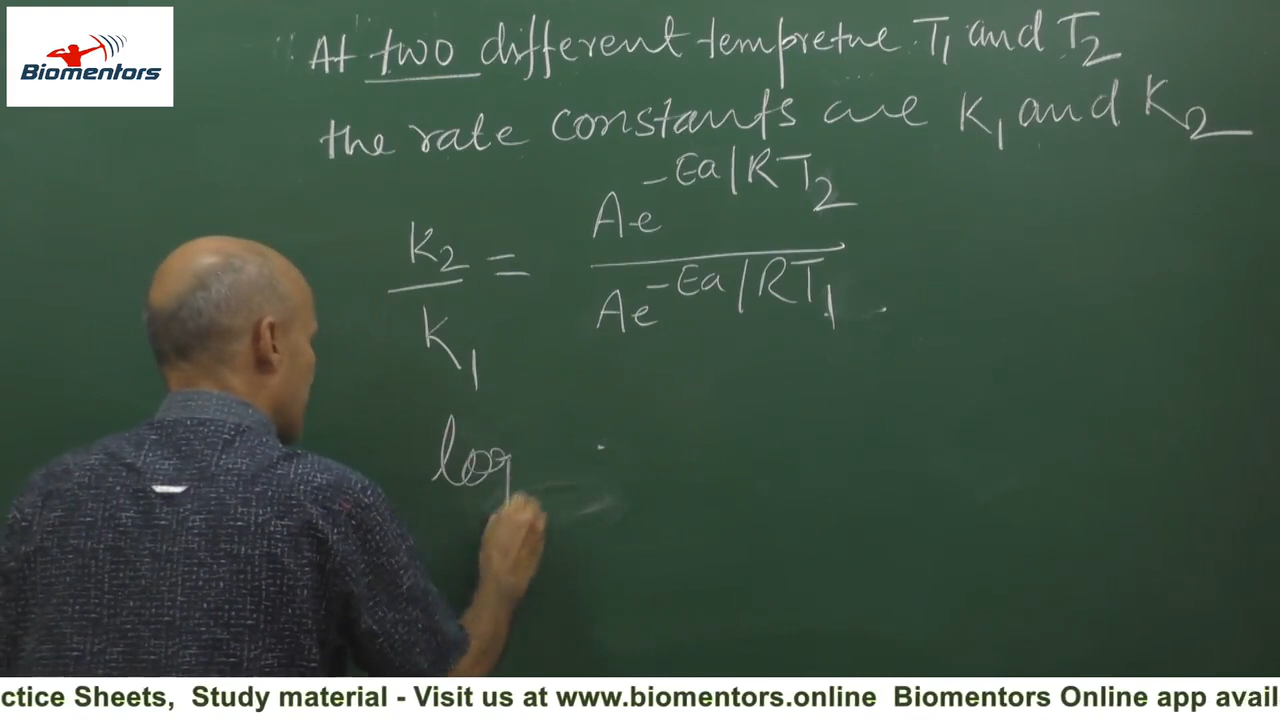 Biomentors
At two different tempretue T1 and T2
the rate constants are K1 and K2
K2/K1 = Ae^-Ea/RT2 / Ae^-Ea/RT1
log
ctice Sheets, Study material - Visit us at www.biomentors.online Biomentors Online app avail